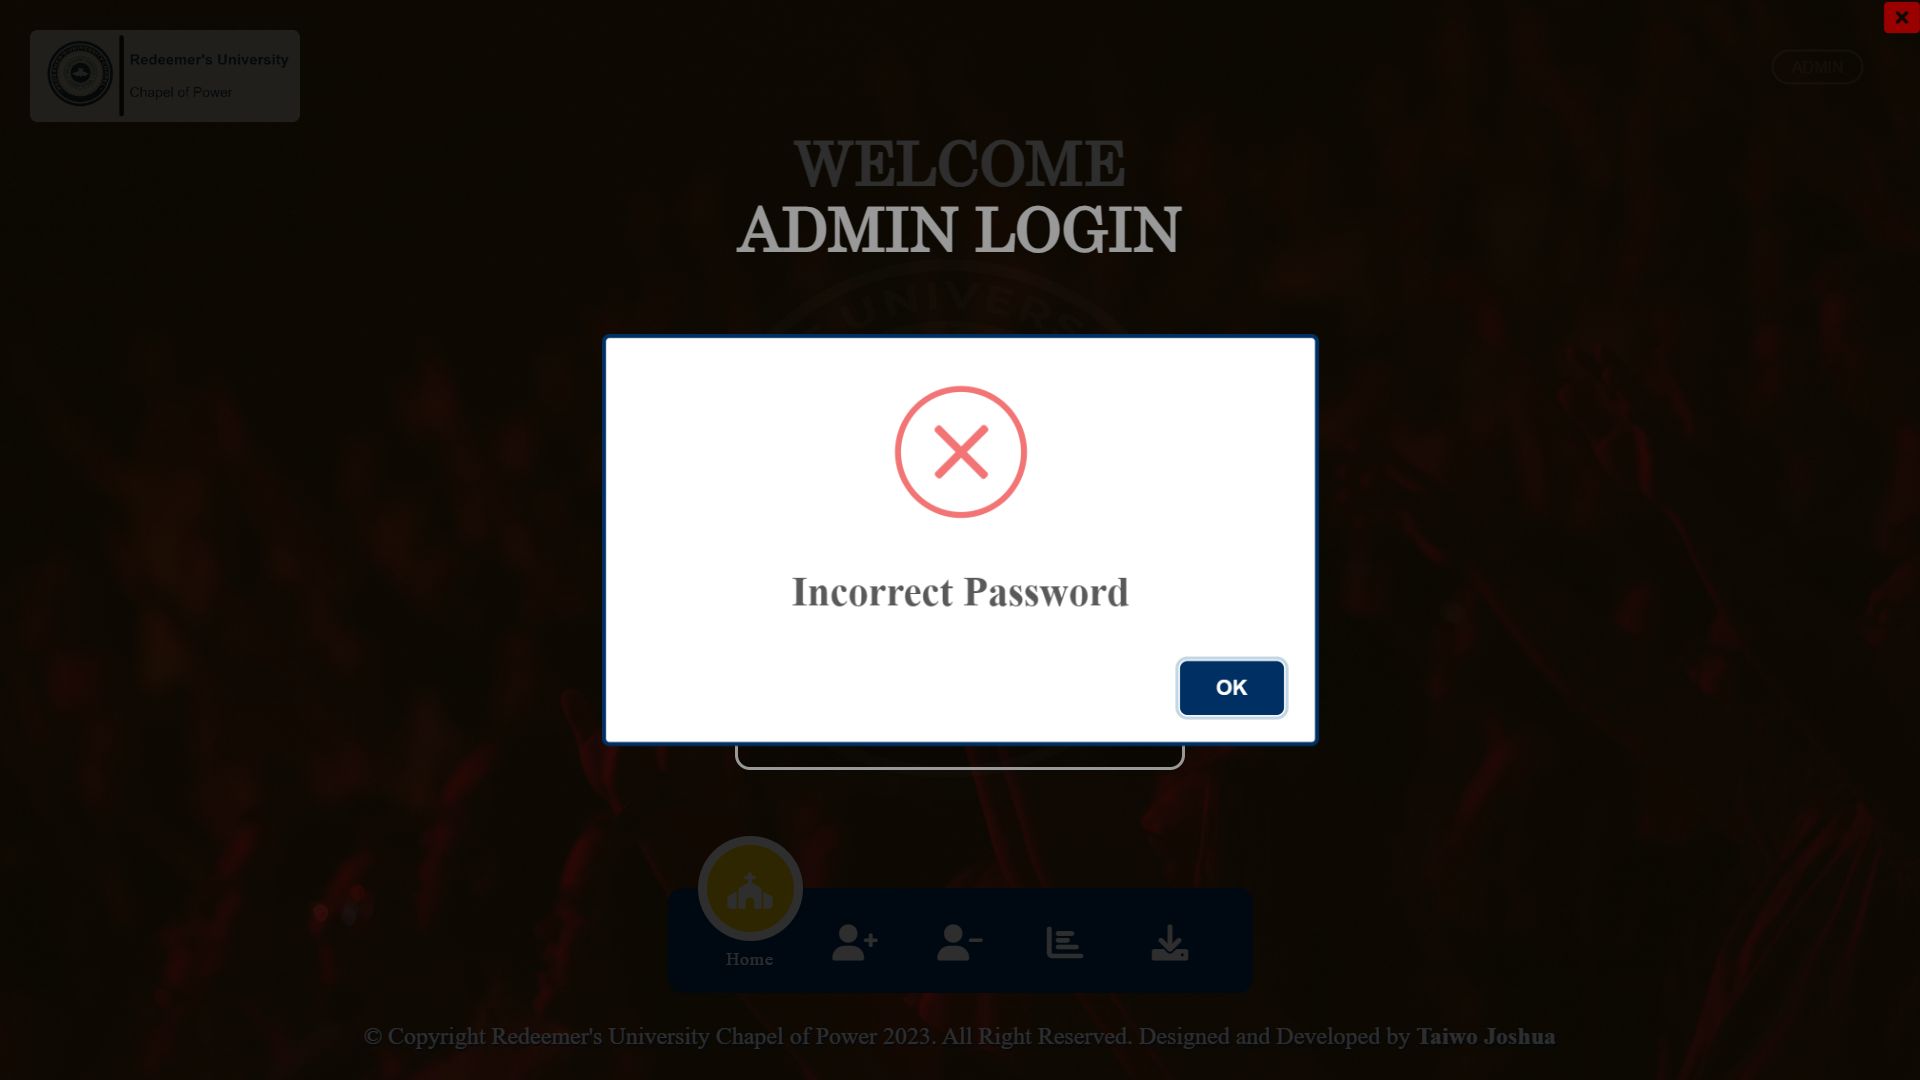 Redeemer's University
Chapel of Power
ADMIN
WELCOME
ADMIN LOGIN
UNIVERS
Incorrect Password
OK
Home
© Copyright Redeemer's University Chapel of Power 2023. All Right Reserved. Designed and Developed by Taiwo Joshua